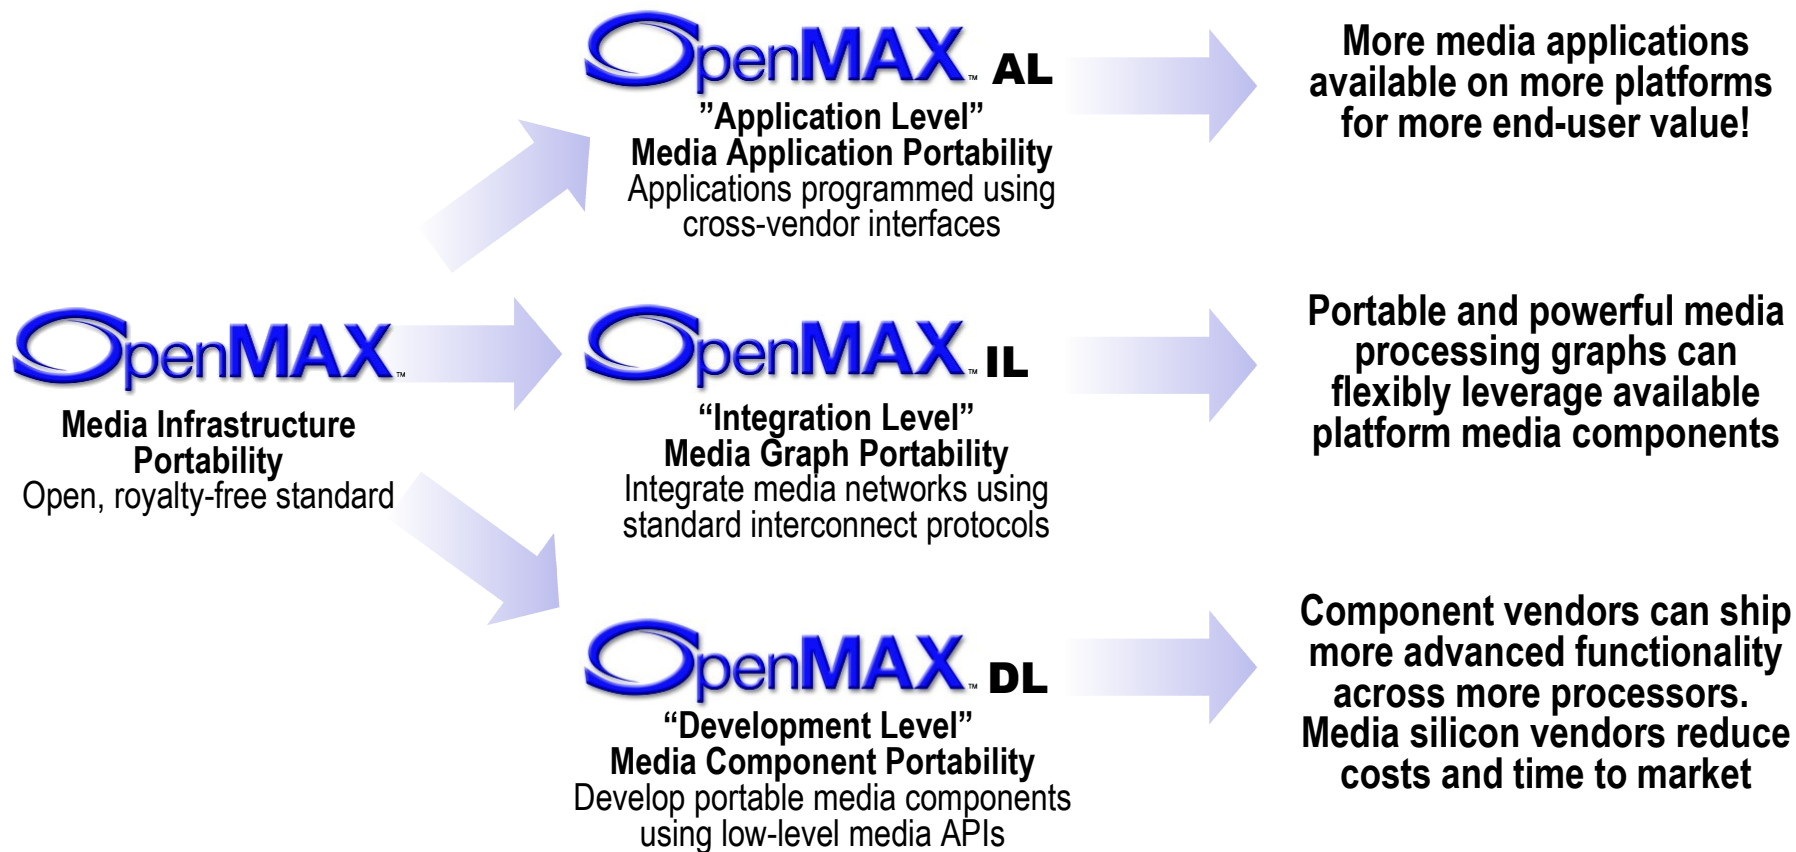 OpenMAX™ AL
”Application Level”
Media Application Portability
Applications programmed using
cross-vendor interfaces
More media applications
available on more platforms
for more end-user value!
OpenMAX™
Media Infrastructure
Portability
Open, royalty-free standard
OpenMAX™ IL
“Integration Level”
Media Graph Portability
Integrate media networks using
standard interconnect protocols
Portable and powerful media
processing graphs can
flexibly leverage available
platform media components
OpenMAX™ DL
“Development Level”
Media Component Portability
Develop portable media components
using low-level media APIs
Component vendors can ship
more advanced functionality
across more processors.
Media silicon vendors reduce
costs and time to market